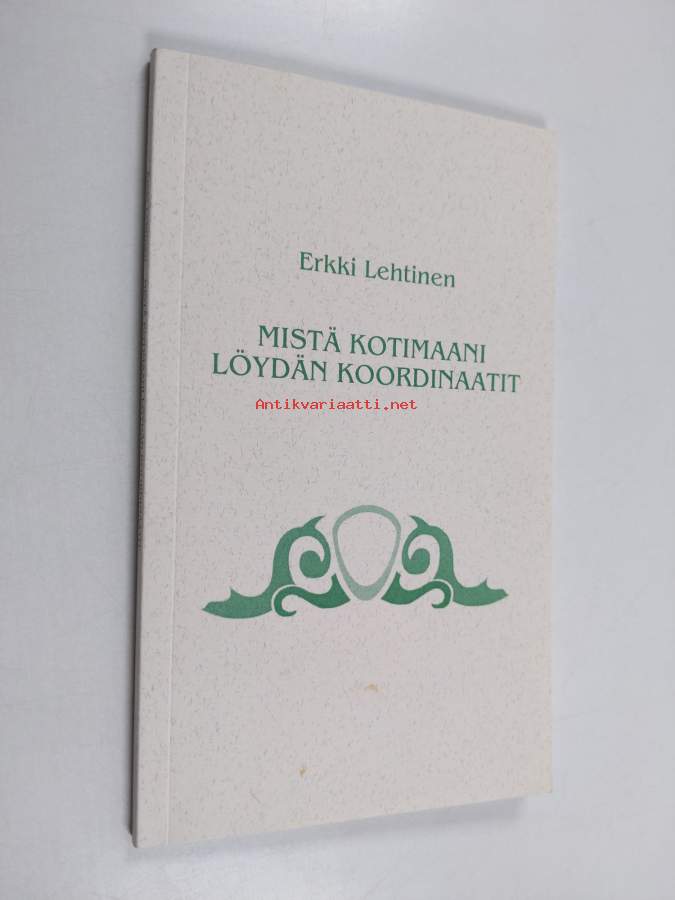 Erkki Lehtinen
MISTÄ KOTIMAANI
LÖYDÄN KOORDINAATIT
Antikvariaatti.net